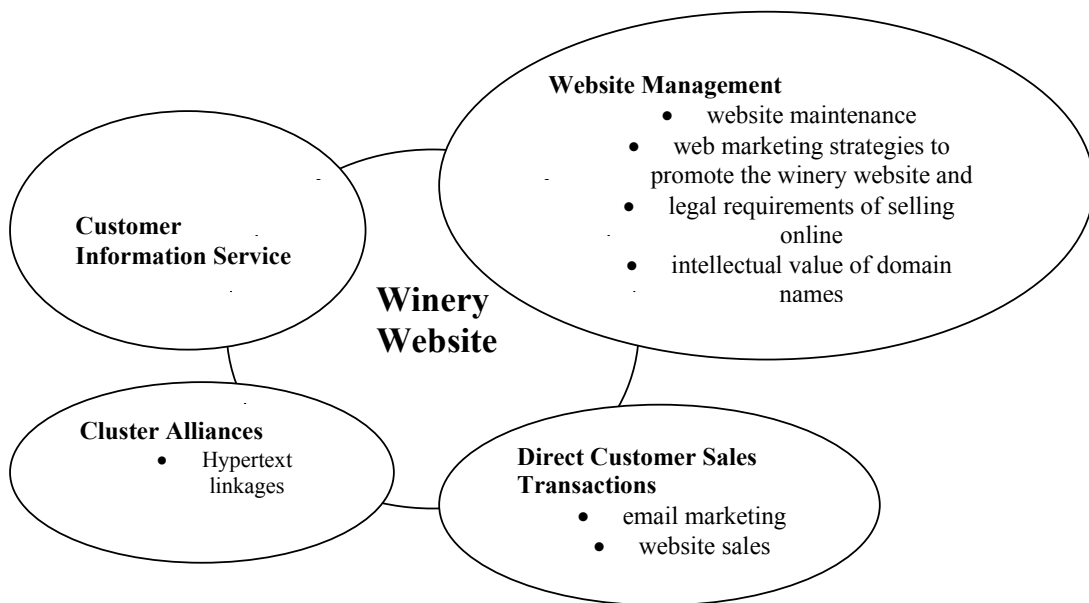 Website Management
• website maintenance
• web marketing strategies to
promote the winery website and
• legal requirements of selling
online
• intellectual value of domain
names
Customer
Information Service
Winery
Website
Cluster Alliances
• Hypertext
linkages
Direct Customer Sales
Transactions
• email marketing
• website sales